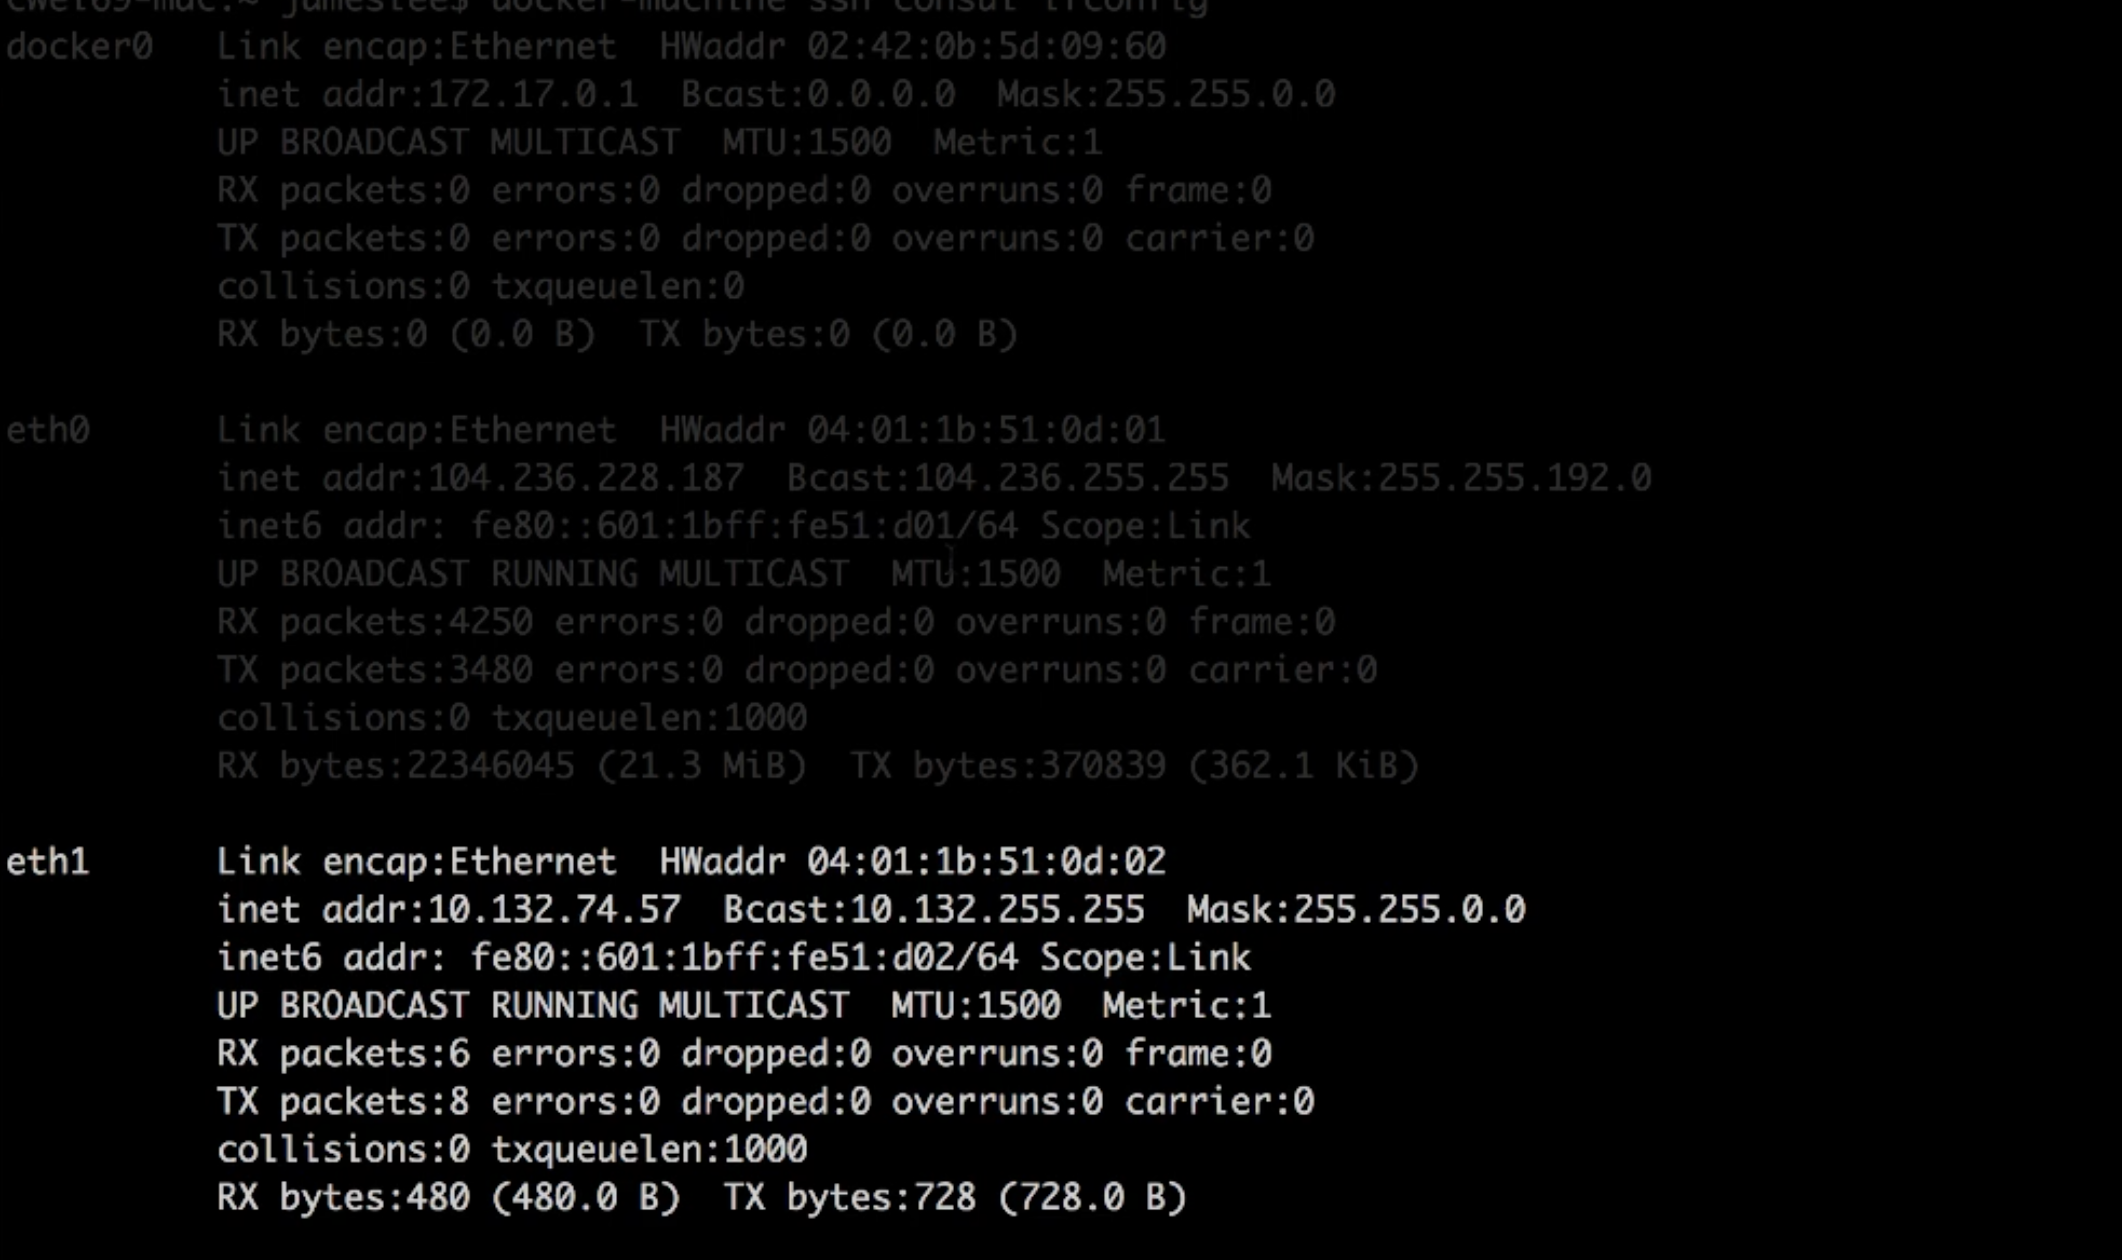 docker-machine ssh consul ifconfig
docker0 Link encap:Ethernet HWaddr 02:42:0b:5d:09:60
inet addr:172.17.0.1 Bcast:0.0.0.0 Mask:255.255.0.0
UP BROADCAST MULTICAST MTU:1500 Metric:1
RX packets:0 errors:0 dropped:0 overruns:0 frame:0
TX packets:0 errors:0 dropped:0 overruns:0 carrier:0
collisions:0 txqueuelen:0
RX bytes:0 (0.0 B) TX bytes:0 (0.0 B)
eth0 Link encap:Ethernet HWaddr 04:01:1b:51:0d:01
inet addr:104.236.228.187 Bcast:104.236.255.255 Mask:255.255.192.0
inet6 addr: fe80::601:1bff:fe51:d01/64 Scope:Link
UP BROADCAST RUNNING MULTICAST MTU:1500 Metric:1
RX packets:4250 errors:0 dropped:0 overruns:0 frame:0
TX packets:3480 errors:0 dropped:0 overruns:0 carrier:0
collisions:0 txqueuelen:1000
RX bytes:22346045 (21.3 MiB) TX bytes:370839 (362.1 KiB)
eth1 Link encap:Ethernet HWaddr 04:01:1b:51:0d:02
inet addr:10.132.74.57 Bcast:10.132.255.255 Mask:255.255.0.0
inet6 addr: fe80::601:1bff:fe51:d02/64 Scope:Link
UP BROADCAST RUNNING MULTICAST MTU:1500 Metric:1
RX packets:6 errors:0 dropped:0 overruns:0 frame:0
TX packets:8 errors:0 dropped:0 overruns:0 carrier:0
collisions:0 txqueuelen:1000
RX bytes:480 (480.0 B) TX bytes:728 (728.0 B)